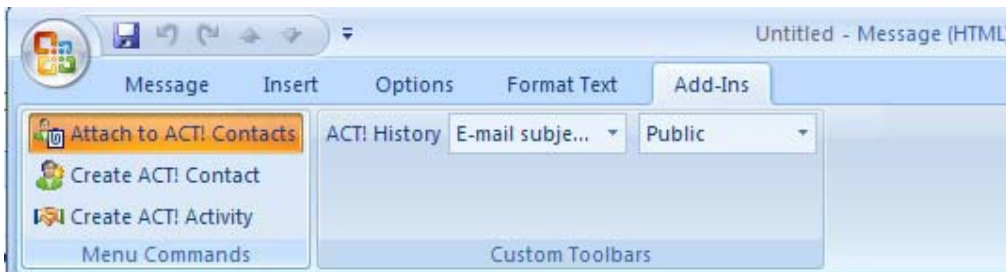 Untitled - Message (HTML)
Message Insert Options Format Text Add-Ins
Attach to ACT! Contacts ACT! History E-mail subje... Public
Create ACT! Contact
Create ACT! Activity
Menu Commands Custom Toolbars